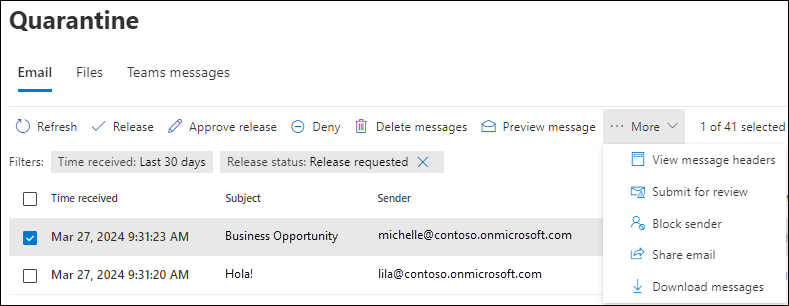 Quarantine
Email Files Teams messages
Refresh Release Approve release Deny Delete messages Preview message ··· More 1 of 41 selected
Filters: Time received: Last 30 days Release status: Release requested
View message headers
Time received Subject Sender
Submit for review
Mar 27, 2024 9:31:23 AM Business Opportunity michelle@contoso.onmicrosoft.com
Block sender
Share email
Mar 27, 2024 9:31:20 AM Hola! lila@contoso.onmicrosoft.com
Download messages